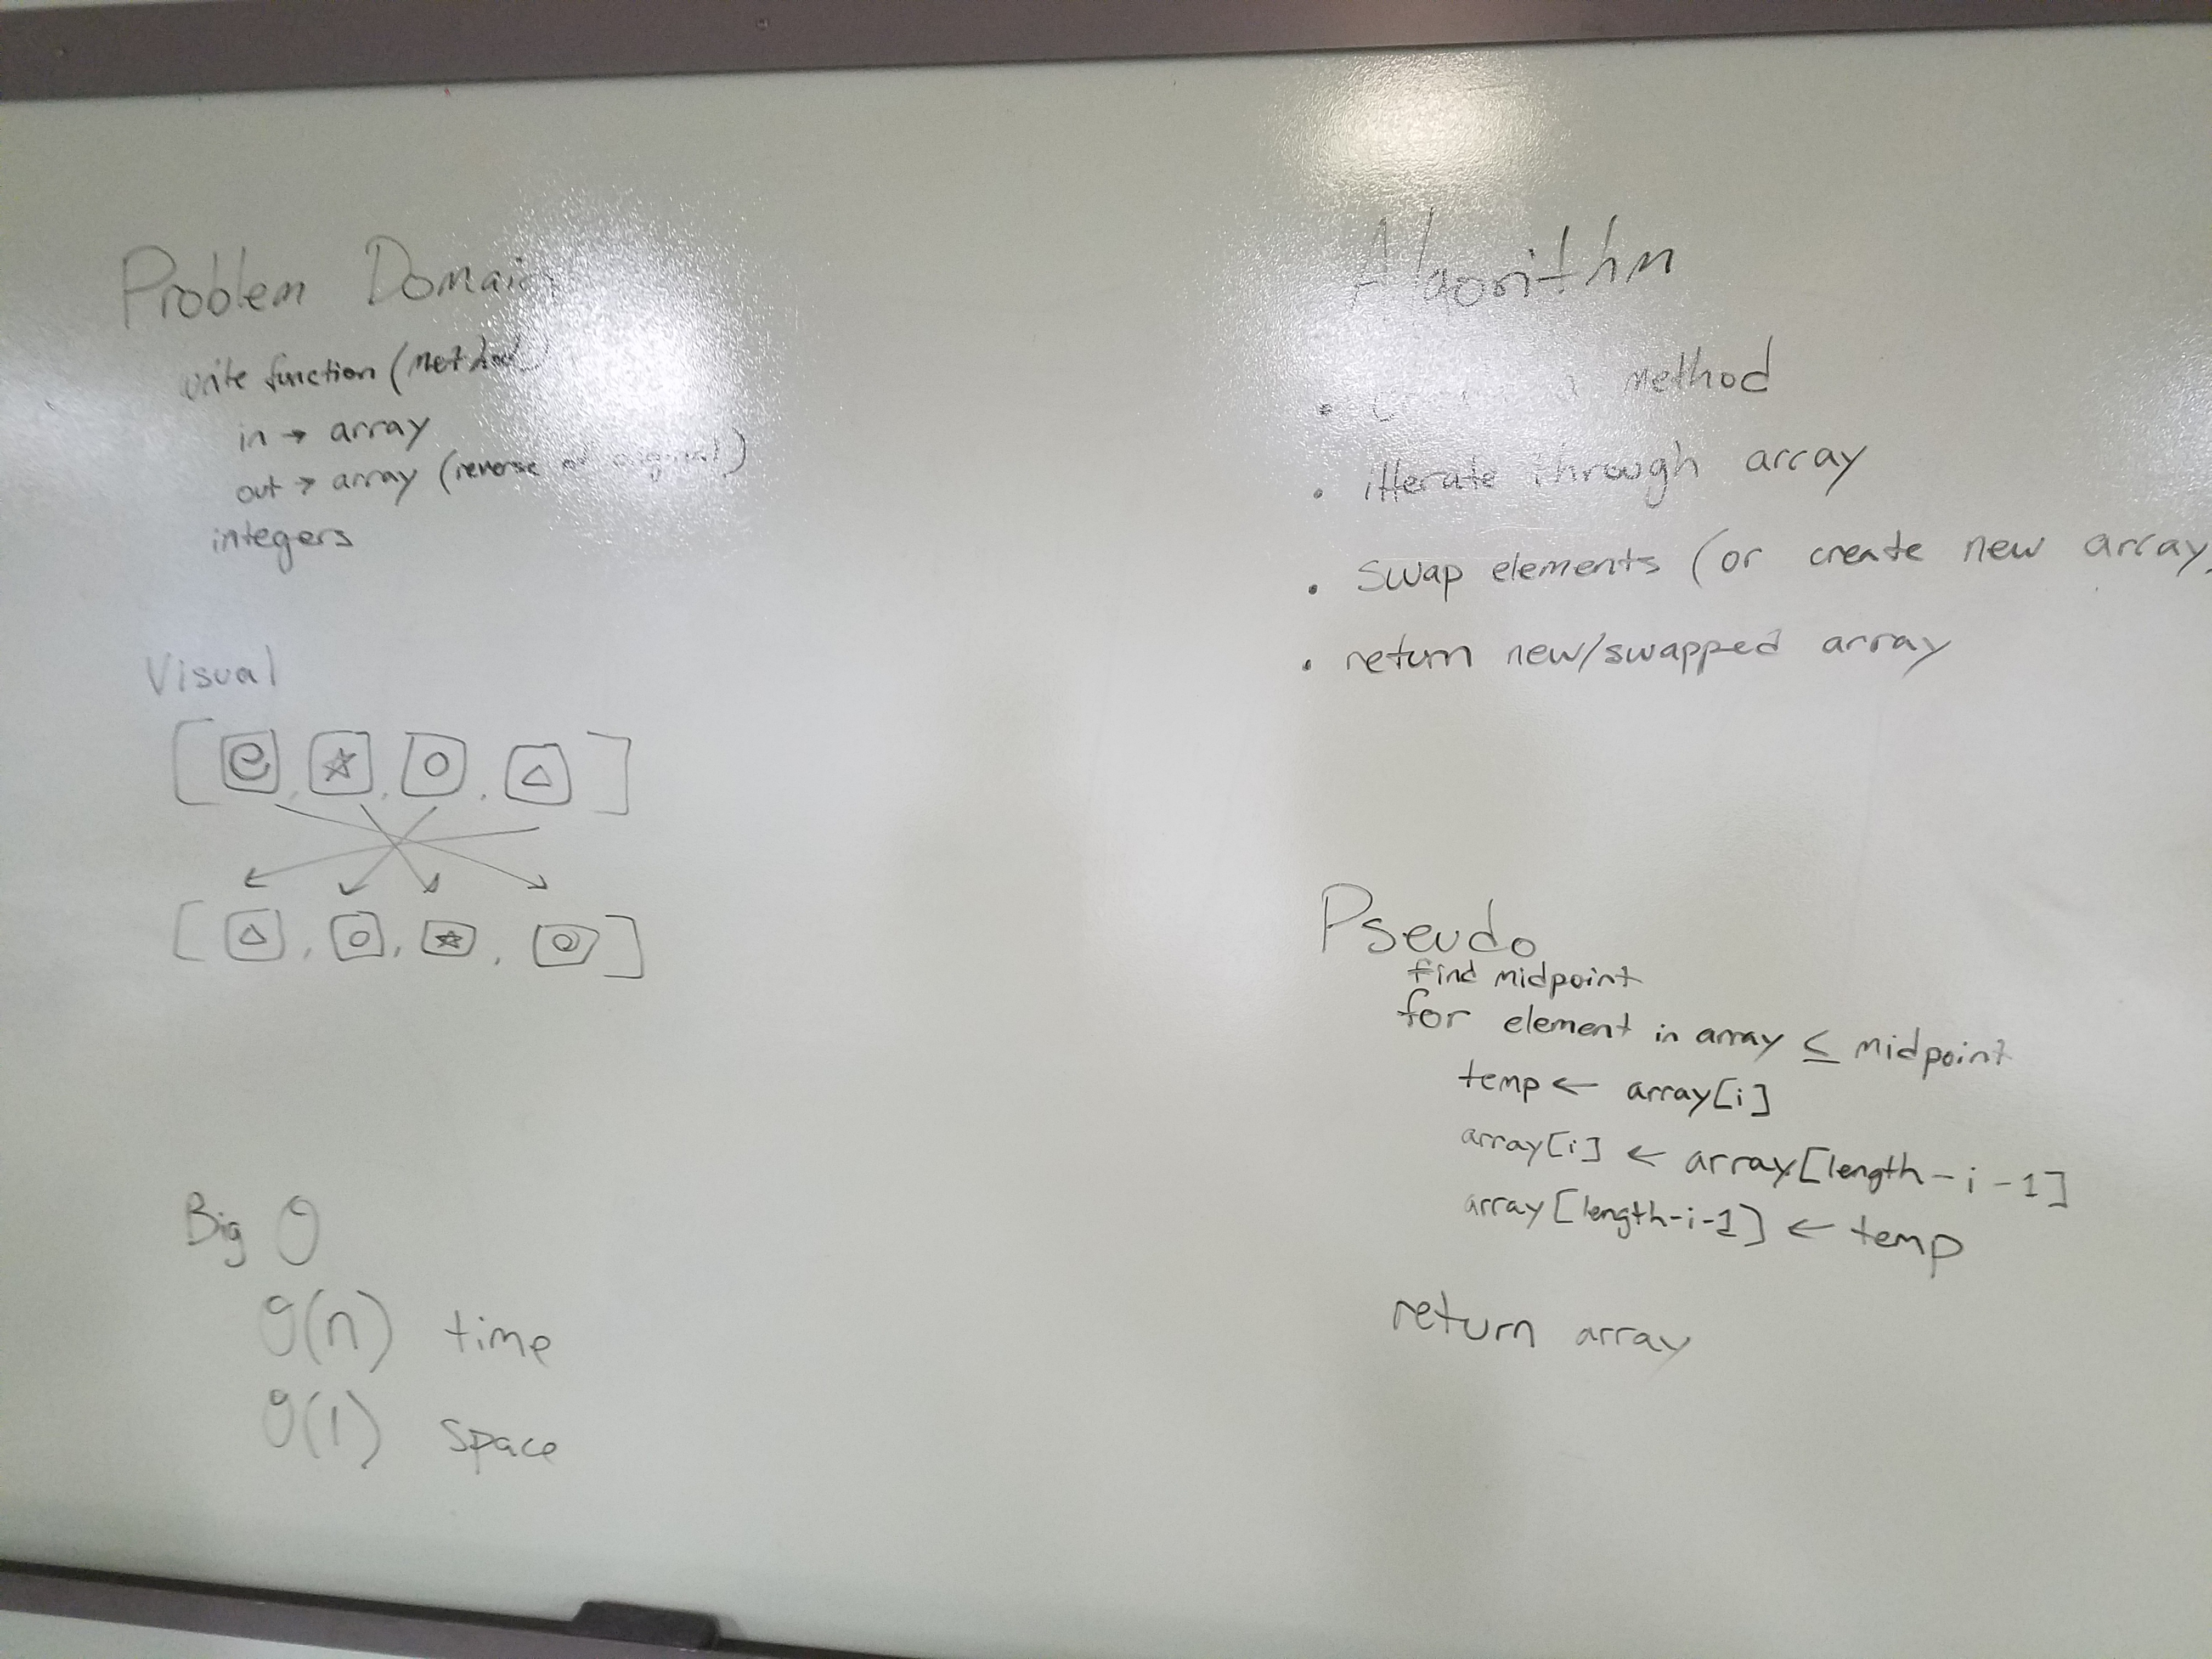 Problem Domain
write function (method)
in → array
out → array (reverse of original)
integers
Visual
Big O
O(n) time
O(1) space
Algorithm
• create a method
• itterate through array
• Swap elements (or create new array)
• return new/swapped array
Pseudo
find midpoint
for element in array ≤ midpoint
temp ← array[i]
array[i] ← array[length-i-1]
array[length-i-1] ← temp
return array